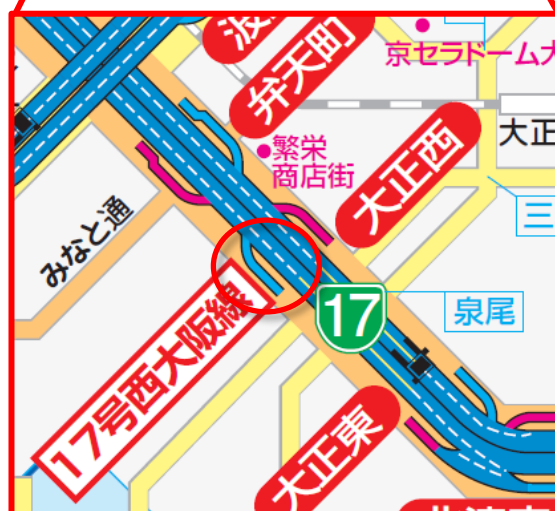 弁天町
京セラドーム大
大正
繁栄
商店街
大正西
三
みなと通
17
泉尾
17号西大阪線
大正東